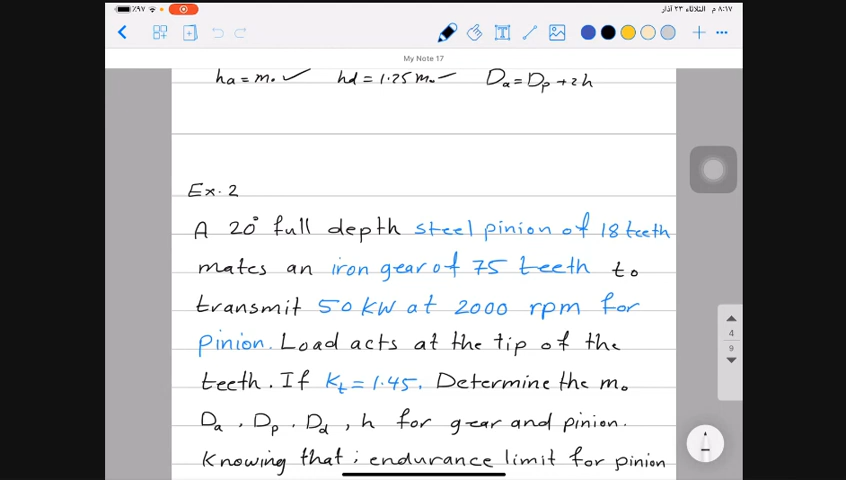 ٪٩٧
٨:١٧ م الثلاثاء ٢٣ آذار
My Note 17
ha = m. ✓ hd = 1.25 m. Da = Dp + 2h
Ex. 2
A 20° full depth steel pinion of 18 teeth
mates an iron gear of 75 teeth to
transmit 50 KW at 2000 rpm for
pinion. Load acts at the tip of the
teeth. If Kt = 1.45. Determine the m.
Da, Dp, Dd, h for gear and pinion.
Knowing that; endurance limit for pinion
4
9